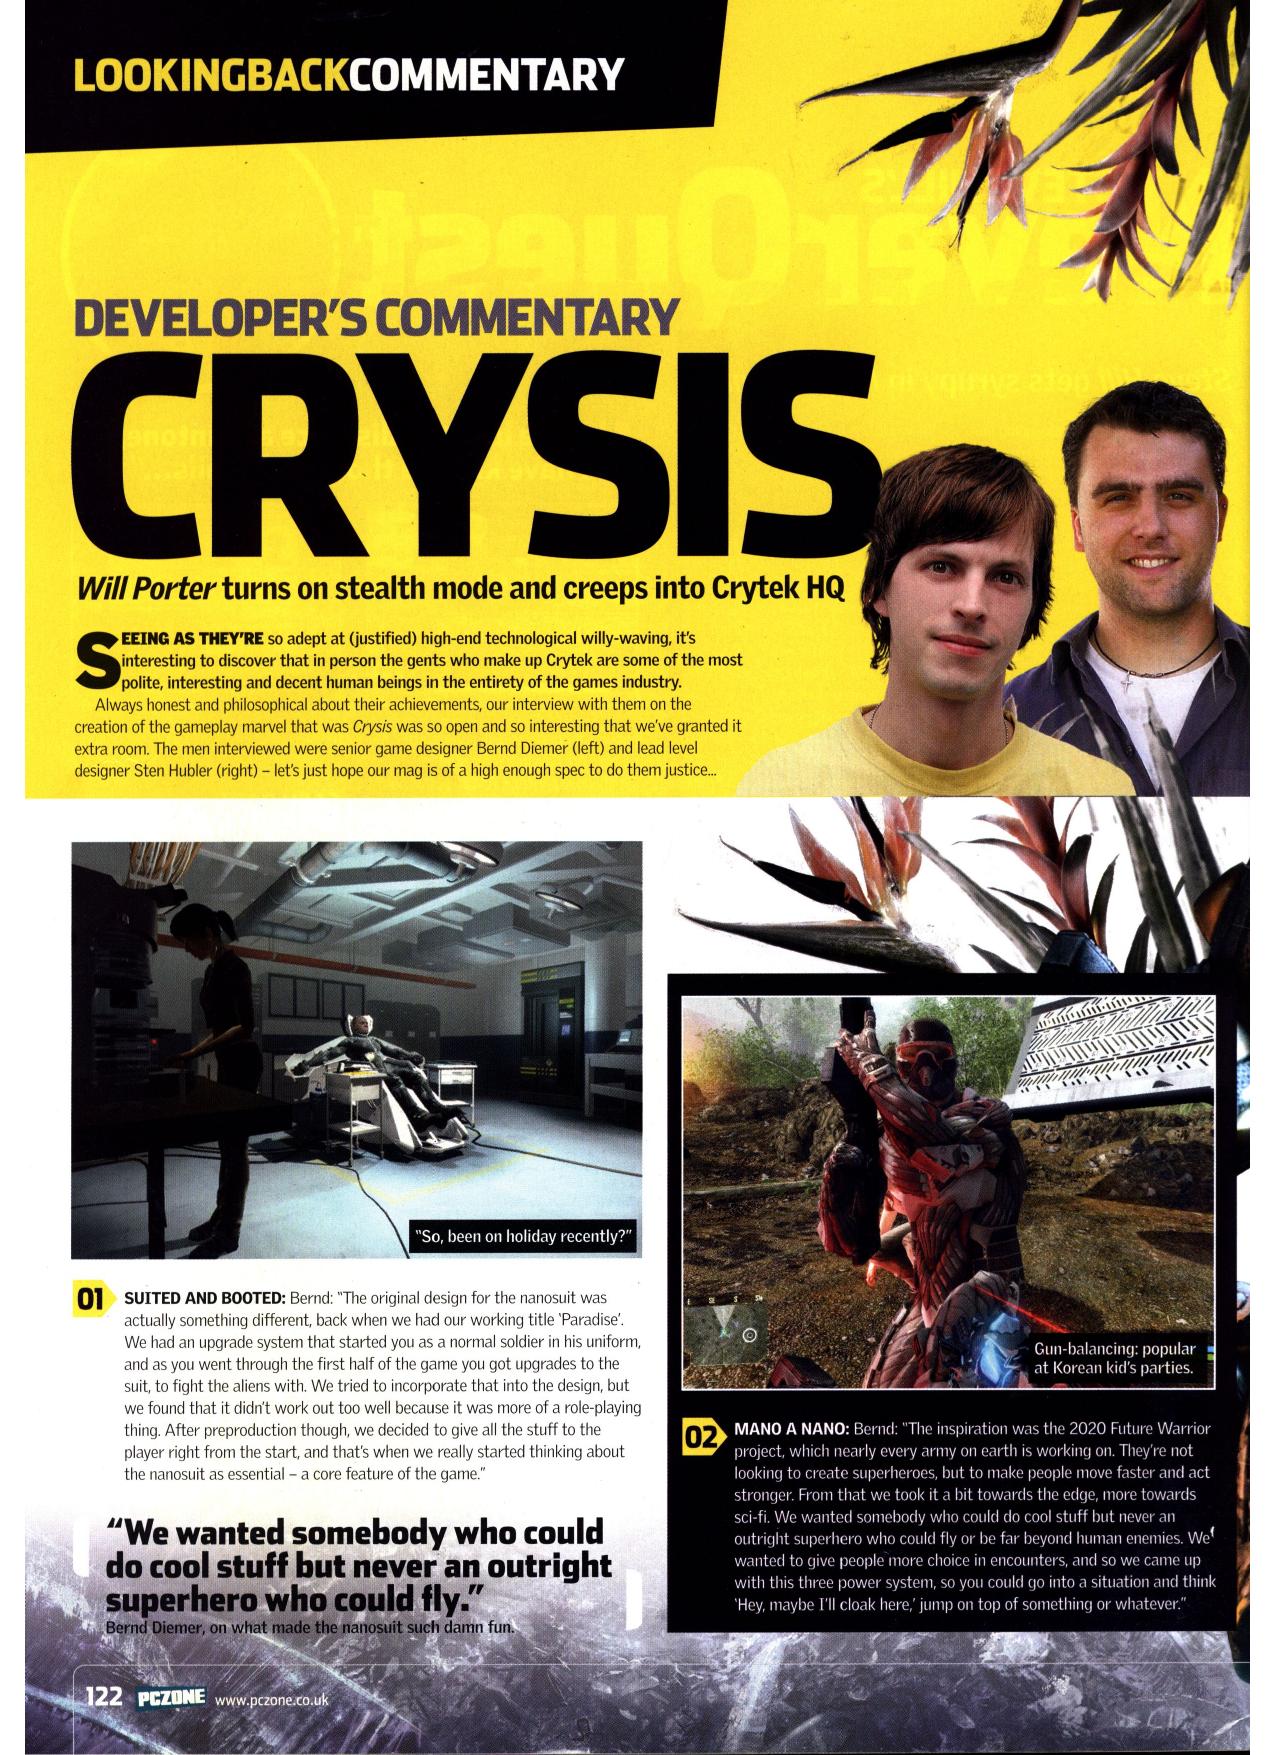 LOOKINGBACKCOMMENTARY
DEVELOPER'S COMMENTARY
CRYSIS
Will Porter turns on stealth mode and creeps into Crytek HQ
SEEING AS THEY'RE so adept at (justified) high-end technological willy-waving, it's
interesting to discover that in person the gents who make up Crytek are some of the most
polite, interesting and decent human beings in the entirety of the games industry.
Always honest and philosophical about their achievements, our interview with them on the
creation of the gameplay marvel that was Crysis was so open and so interesting that we've granted it
extra room. The men interviewed were senior game designer Bernd Diemer (left) and lead level
designer Sten Hubler (right) – let's just hope our mag is of a high enough spec to do them justice...
"So, been on holiday recently?"
01 SUITED AND BOOTED: Bernd: "The original design for the nanosuit was
actually something different, back when we had our working title 'Paradise'.
We had an upgrade system that started you as a normal soldier in his uniform,
and as you went through the first half of the game you got upgrades to the
suit, to fight the aliens with. We tried to incorporate that into the design, but
we found that it didn't work out too well because it was more of a role-playing
thing. After preproduction though, we decided to give all the stuff to the
player right from the start, and that's when we really started thinking about
the nanosuit as essential – a core feature of the game."
"We wanted somebody who could
do cool stuff but never an outright
superhero who could fly."
Bernd Diemer, on what made the nanosuit such damn fun.
Gun-balancing: popular
at Korean kid's parties.
02 MANO A NANO: Bernd: "The inspiration was the 2020 Future Warrior
project, which nearly every army on earth is working on. They're not
looking to create superheroes, but to make people move faster and act
stronger. From that we took it a bit towards the edge, more towards
sci-fi. We wanted somebody who could do cool stuff but never an
outright superhero who could fly or be far beyond human enemies. We
wanted to give people more choice in encounters, and so we came up
with this three power system, so you could go into a situation and think
'Hey, maybe I'll cloak here,' jump on top of something or whatever."
122 PCZONE www.pczone.co.uk